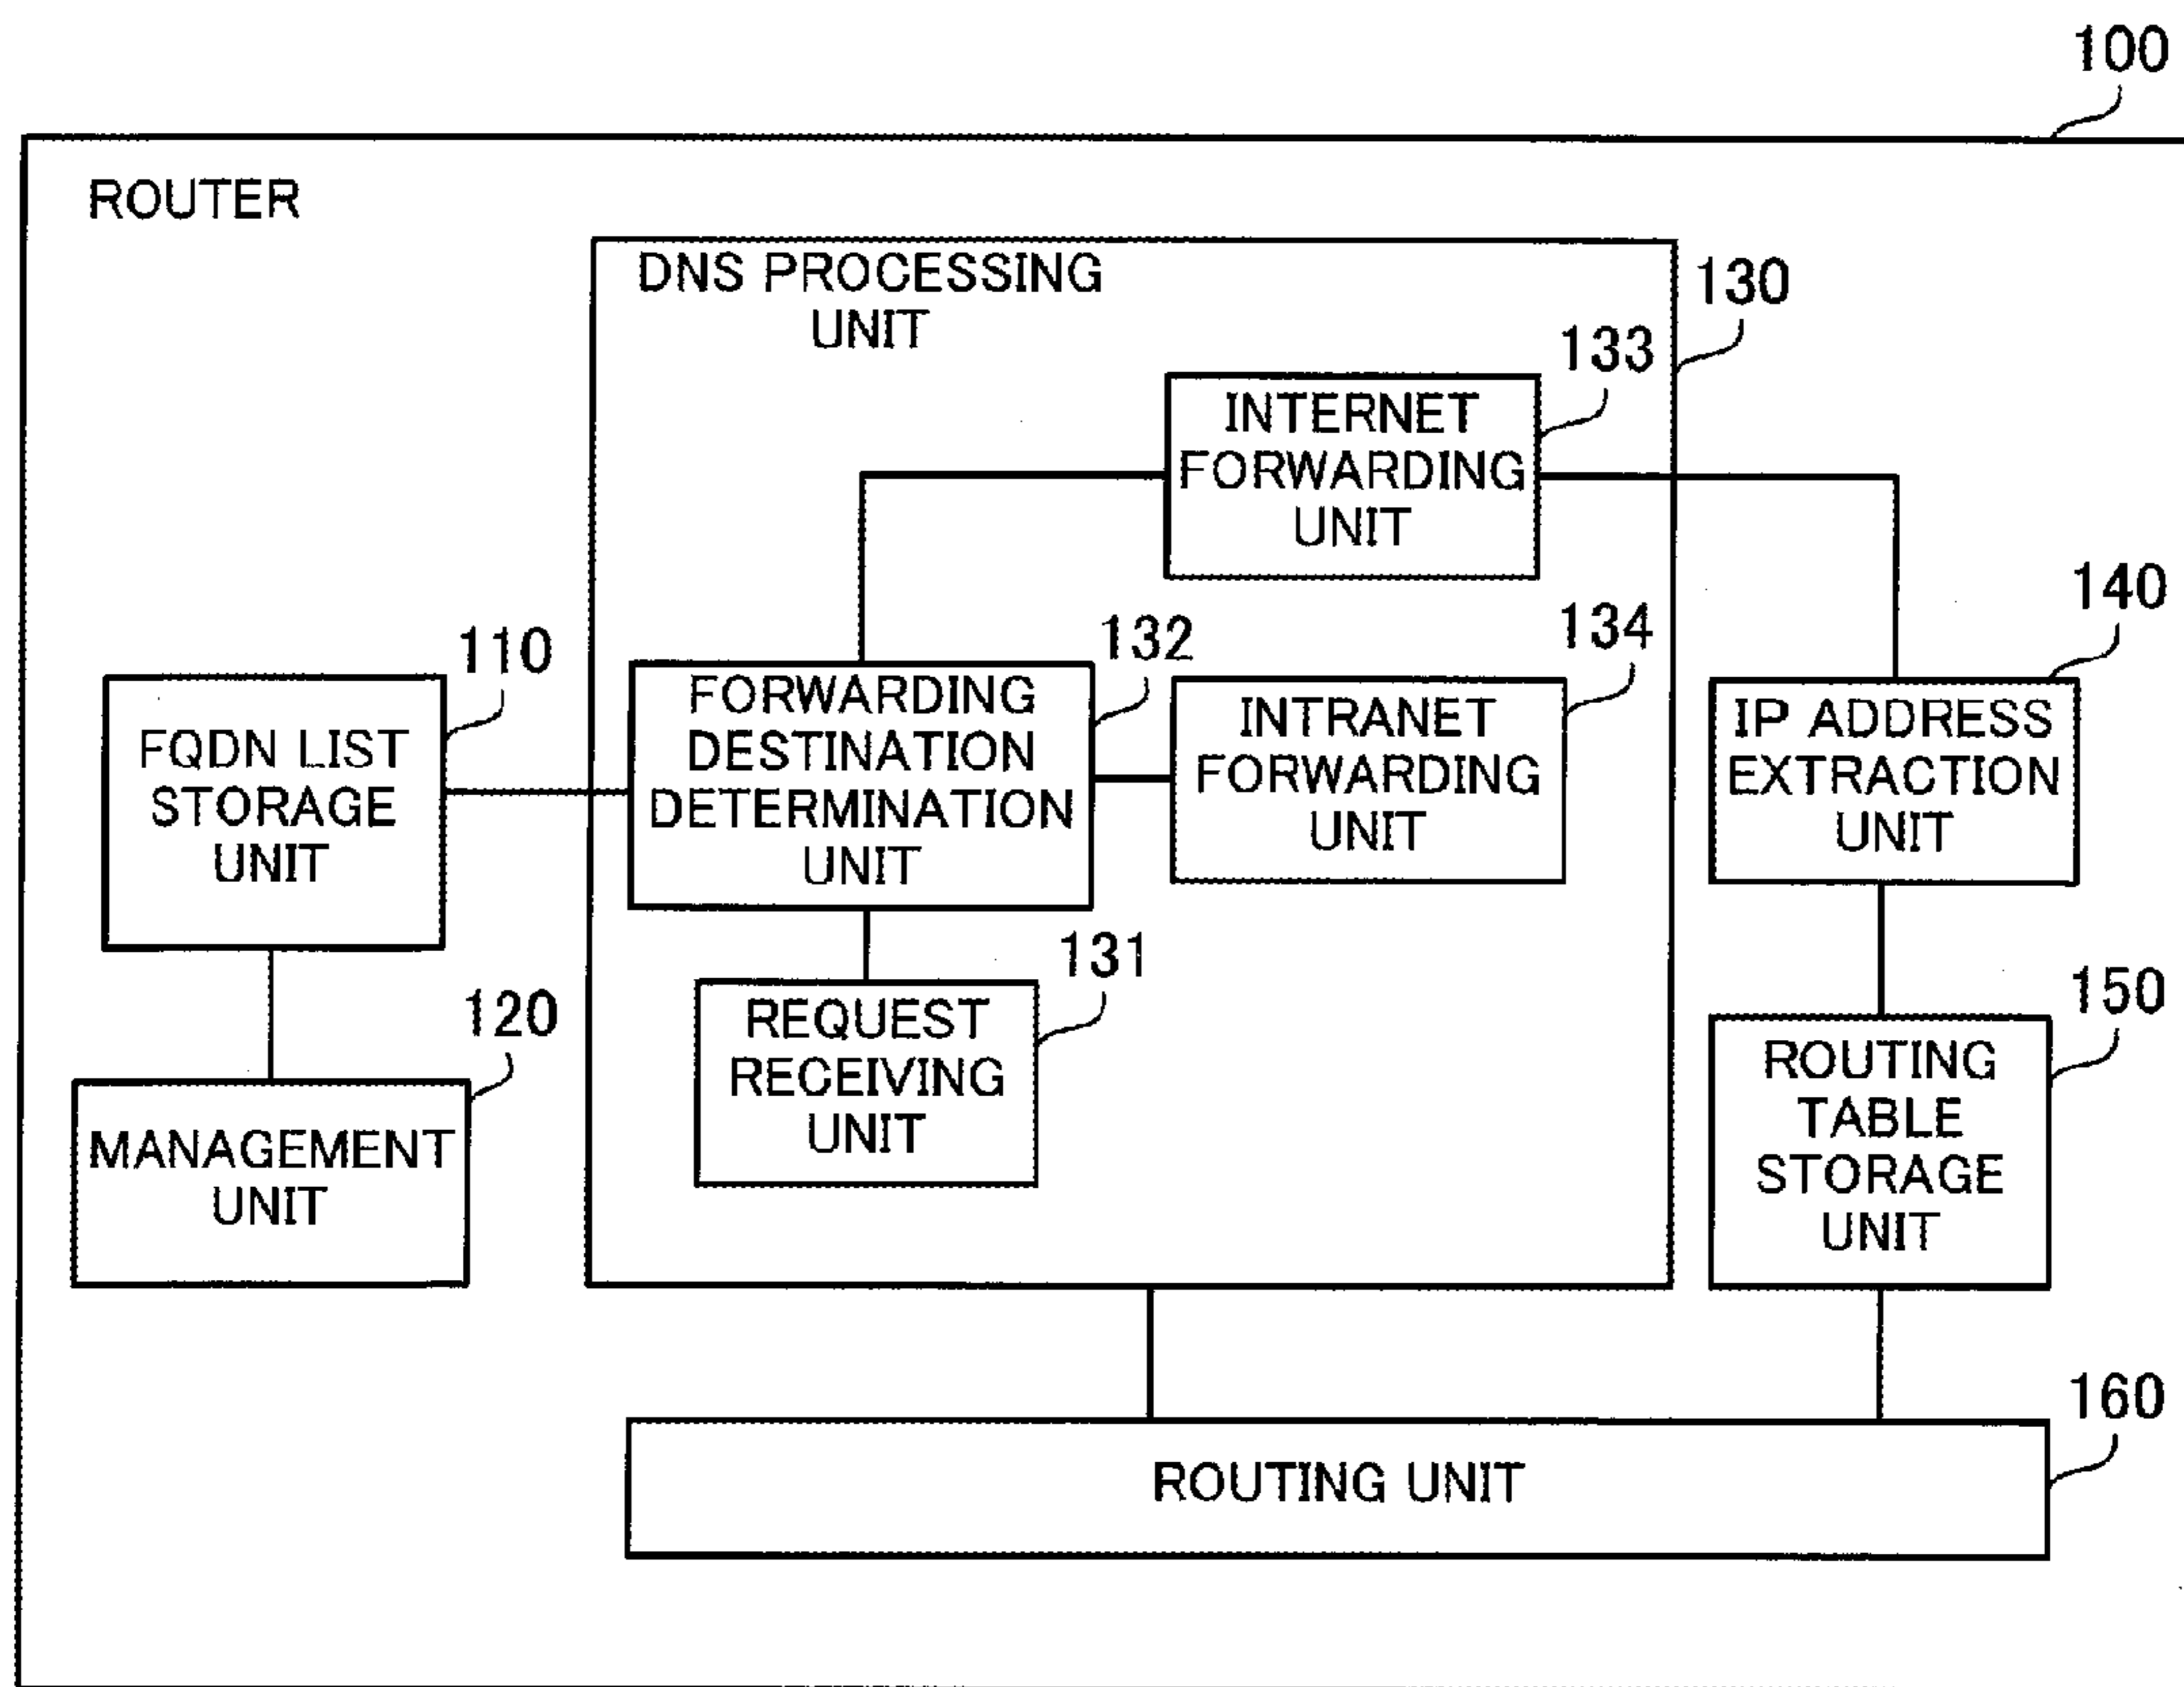 100
ROUTER
DNS PROCESSING
UNIT
130
133
INTERNET
FORWARDING
UNIT
110
FQDN LIST
STORAGE
UNIT
132
FORWARDING
DESTINATION
DETERMINATION
UNIT
134
INTRANET
FORWARDING
UNIT
140
IP ADDRESS
EXTRACTION
UNIT
120
MANAGEMENT
UNIT
131
REQUEST
RECEIVING
UNIT
150
ROUTING
TABLE
STORAGE
UNIT
160
ROUTING UNIT